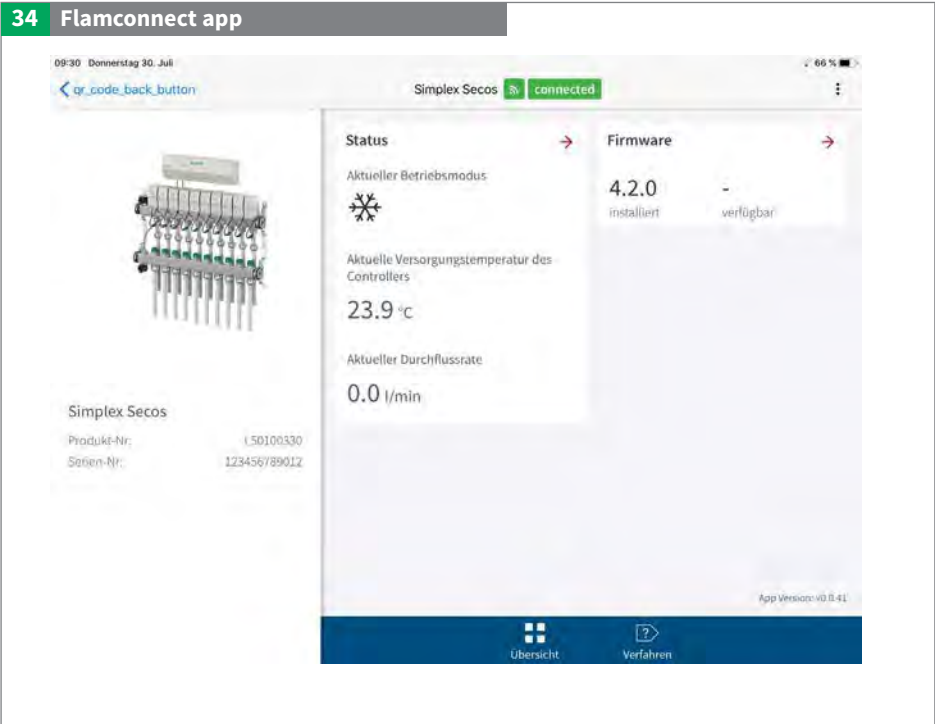 34 Flamconnect app
09:30 Donnerstag 30. Juli
66 %
qr_code_back_button
Simplex Secos connected
Status
Firmware
Aktueller Betriebsmodus
4.2.0 -
installiert verfügbar
Aktuelle Versorgungstemperatur des
Controllers
23.9 °C
Aktueller Durchflussrate
0.0 l/min
Simplex Secos
Produkt-Nr:
Serien-Nr: 123456789012
App Version: v0.0.41
Übersicht Verfahren